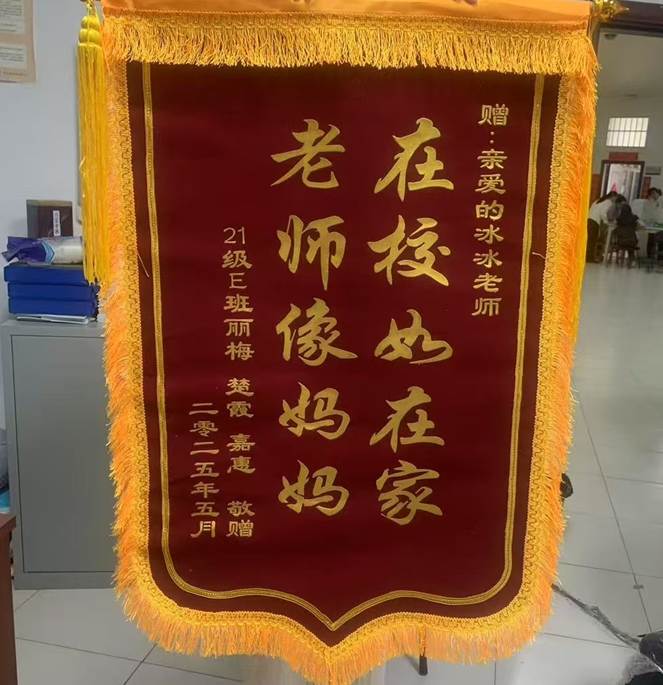 赠：亲爱的冰冰老师
在校如在家
老师像妈妈
21级E班丽梅 楚霞 嘉惠 敬赠
二零二五年五月